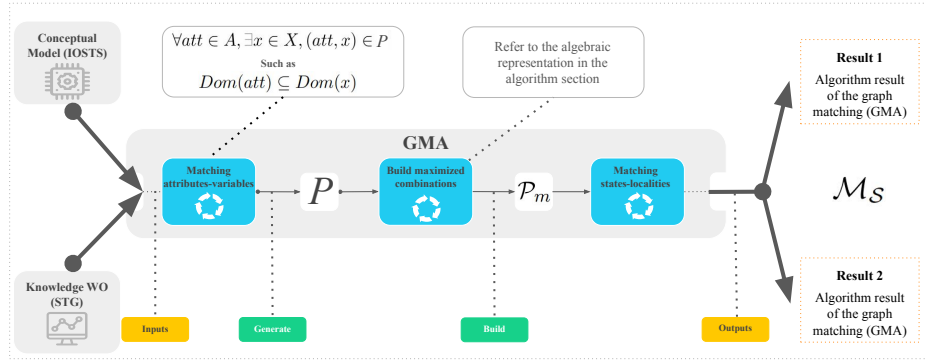 Conceptual
Model (IOSTS)
∀att ∈ A, ∃x ∈ X, (att, x) ∈ P
Such as
Dom(att) ⊆ Dom(x)
Refer to the algebraic
representation in the
algorithm section
Result 1
Algorithm result
of the graph
matching (GMA)
GMA
Matching
attributes-variables
P
Build maximized
combinations
𝒫ₘ
Matching
states-localities
ℳ𝒮
Knowledge WO
(STG)
Inputs
Generate
Build
Outputs
Result 2
Algorithm result
of the graph
matching (GMA)